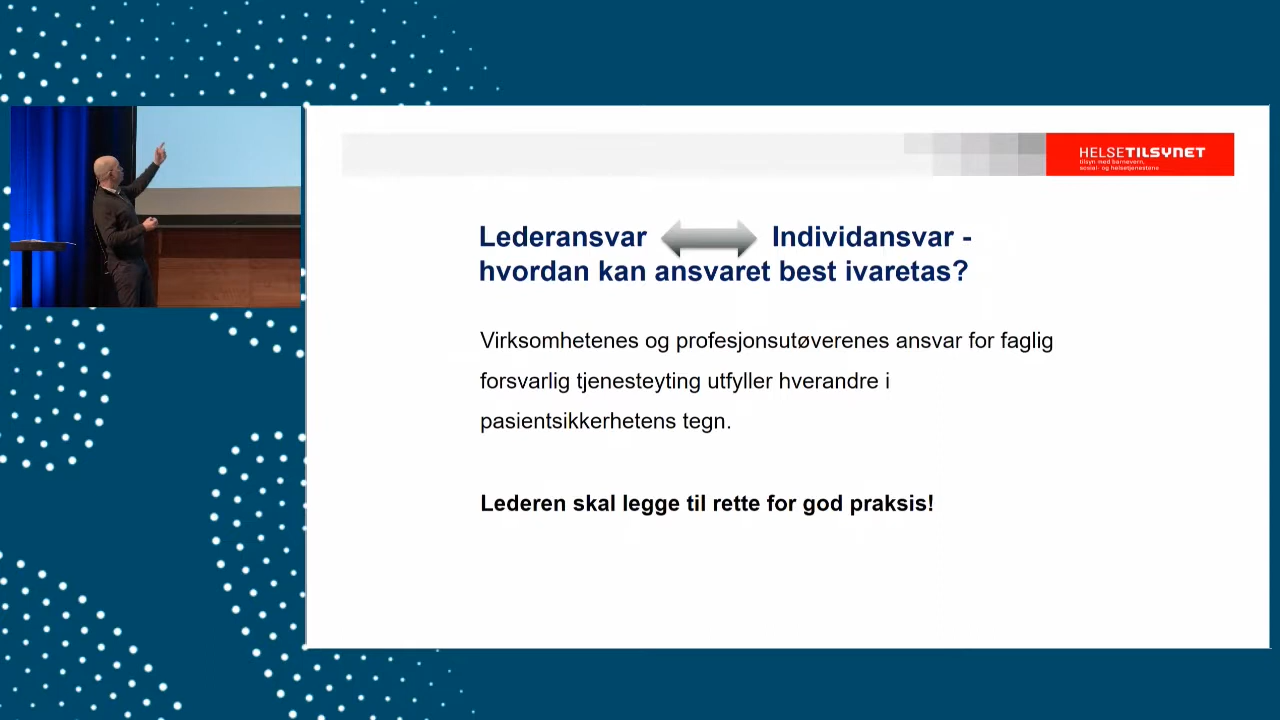 HELSETILSYNET
tilsyn med barnevern,
sosial- og helsetjenestene
Lederansvar Individansvar -
hvordan kan ansvaret best ivaretas?
Virksomhetenes og profesjonsutøverenes ansvar for faglig
forsvarlig tjenesteyting utfyller hverandre i
pasientsikkerhetens tegn.
Lederen skal legge til rette for god praksis!